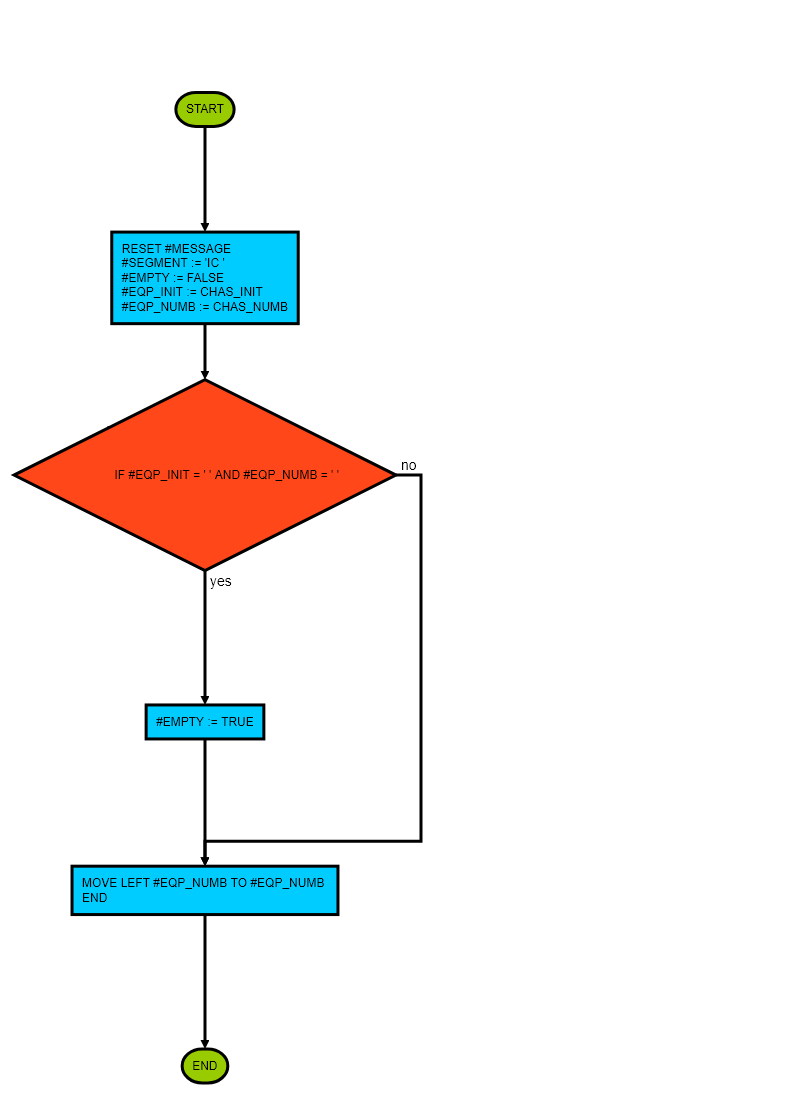 START
RESET #MESSAGE
#SEGMENT := 'IC '
#EMPTY := FALSE
#EQP_INIT := CHAS_INIT
#EQP_NUMB := CHAS_NUMB
IF #EQP_INIT = ' ' AND #EQP_NUMB = ' '
no
yes
#EMPTY := TRUE
MOVE LEFT #EQP_NUMB TO #EQP_NUMB
END
END